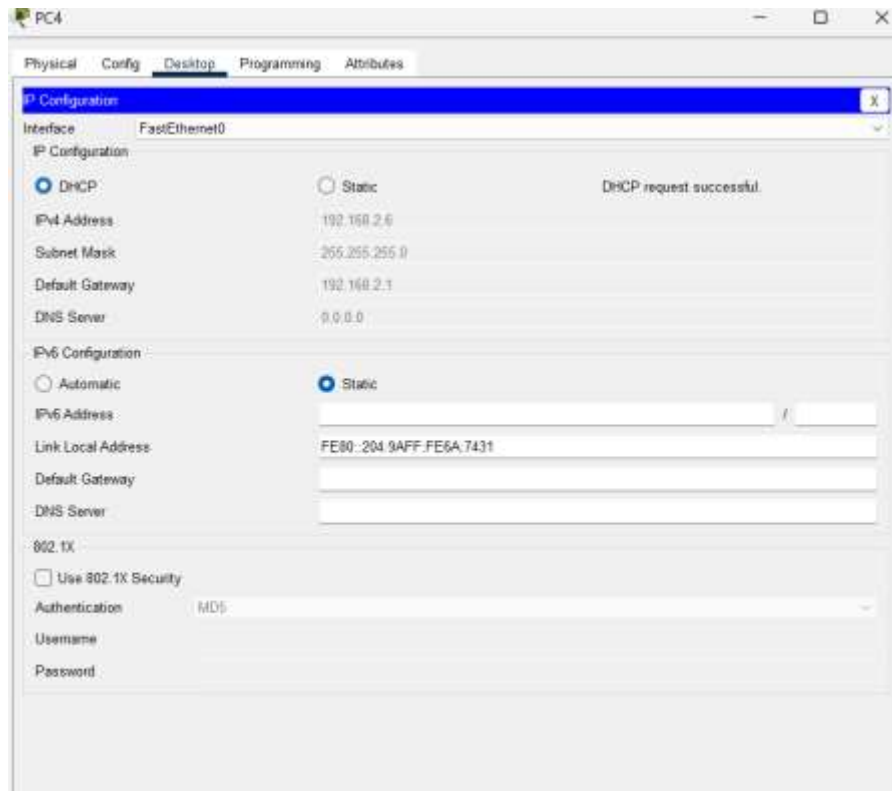 PC4
Physical Config Desktop Programming Attributes
IP Configuration X
Interface FastEthernet0
IP Configuration
DHCP Static DHCP request successful.
IPv4 Address 192.168.2.6
Subnet Mask 255.255.255.0
Default Gateway 192.168.2.1
DNS Server 0.0.0.0
IPv6 Configuration
Automatic Static
IPv6 Address /
Link Local Address FE80::204:9AFF:FE6A:7431
Default Gateway
DNS Server
802.1X
Use 802.1X Security
Authentication MD5
Username
Password